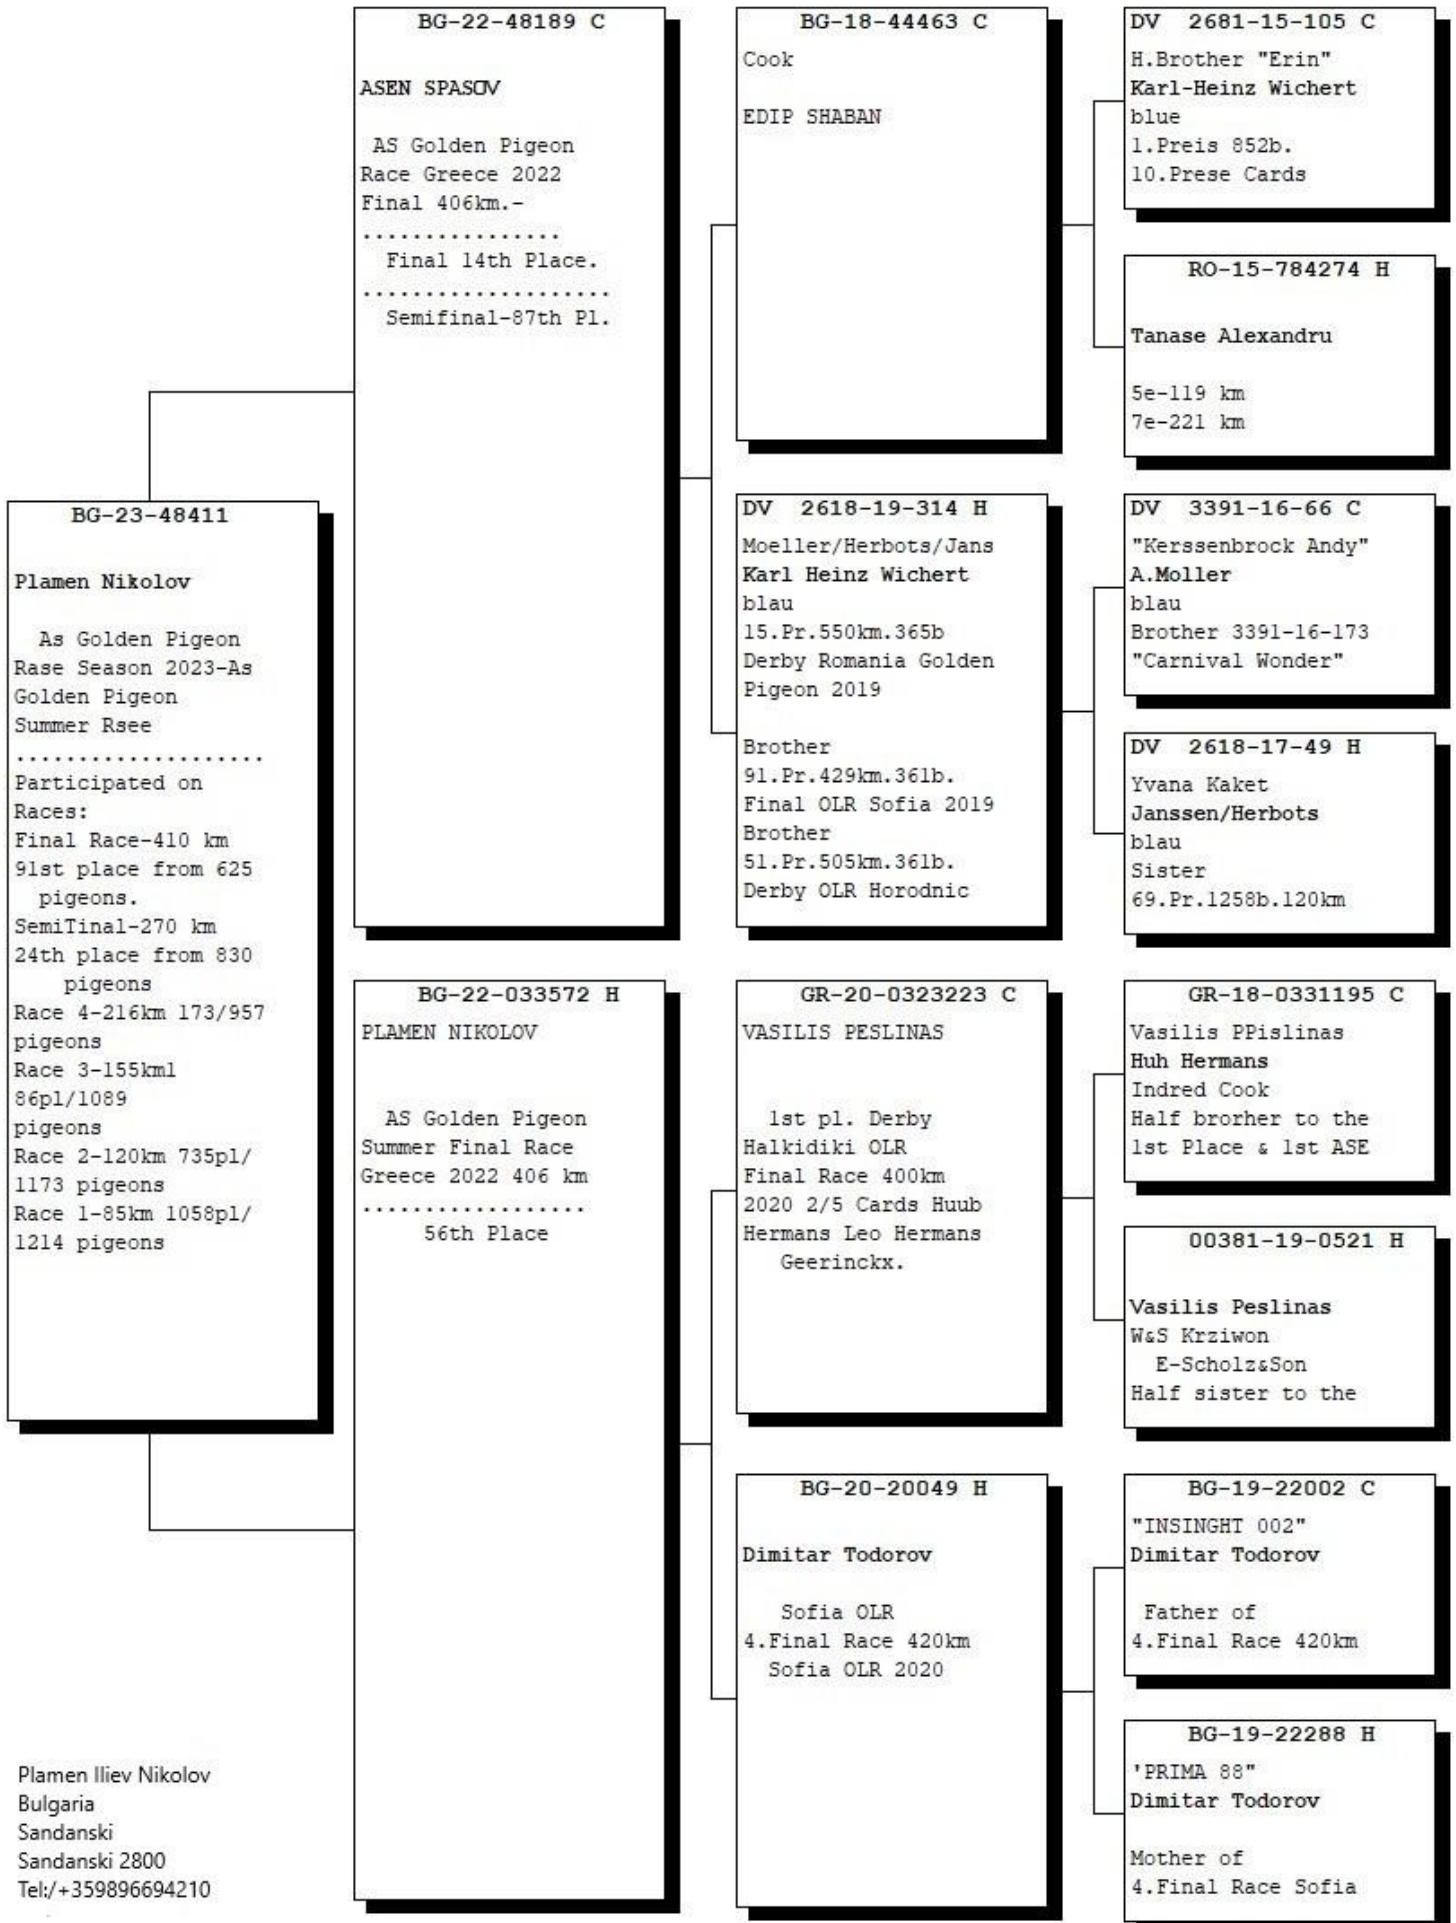 BG-23-48411
Plamen Nikolov
As Golden Pigeon
Rase Season 2023-As
Golden Pigeon
Summer Rsee
....................
Participated on
Races:
Final Race-410 km
91st place from 625
pigeons.
SemiTinal-270 km
24th place from 830
pigeons
Race 4-216km 173/957
pigeons
Race 3-155kml
86pl/1089
pigeons
Race 2-120km 735pl/
1173 pigeons
Race 1-85km 1058pl/
1214 pigeons
BG-22-48189 C
ASEN SPASOV
AS Golden Pigeon
Race Greece 2022
Final 406km.-
................
Final 14th Place.
....................
Semifinal-87th Pl.
BG-22-033572 H
PLAMEN NIKOLOV
AS Golden Pigeon
Summer Final Race
Greece 2022 406 km
..................
56th Place
BG-18-44463 C
Cook
EDIP SHABAN
DV 2618-19-314 H
Moeller/Herbots/Jans
Karl Heinz Wichert
blau
15.Pr.550km.365b
Derby Romania Golden
Pigeon 2019
Brother
91.Pr.429km.361b.
Final OLR Sofia 2019
Brother
51.Pr.505km.361b.
Derby OLR Horodnic
GR-20-0323223 C
VASILIS PESLINAS
1st pl. Derby
Halkidiki OLR
Final Race 400km
2020 2/5 Cards Huub
Hermans Leo Hermans
Geerinckx.
BG-20-20049 H
Dimitar Todorov
Sofia OLR
4.Final Race 420km
Sofia OLR 2020
DV 2681-15-105 C
H.Brother "Erin"
Karl-Heinz Wichert
blue
1.Preis 852b.
10.Prese Cards
RO-15-784274 H
Tanase Alexandru
5e-119 km
7e-221 km
DV 3391-16-66 C
"Kerssenbrock Andy"
A.Moller
blau
Brother 3391-16-173
"Carnival Wonder"
DV 2618-17-49 H
Yvana Kaket
Janssen/Herbots
blau
Sister
69.Pr.1258b.120km
GR-18-0331195 C
Vasilis PPislinas
Huh Hermans
Indred Cook
Half brorher to the
1st Place & 1st ASE
00381-19-0521 H
Vasilis Peslinas
W&S Krziwon
E-Scholz&Son
Half sister to the
BG-19-22002 C
"INSINGHT 002"
Dimitar Todorov
Father of
4.Final Race 420km
BG-19-22288 H
'PRIMA 88"
Dimitar Todorov
Mother of
4.Final Race Sofia
Plamen Iliev Nikolov
Bulgaria
Sandanski
Sandanski 2800
Tel:/+359896694210